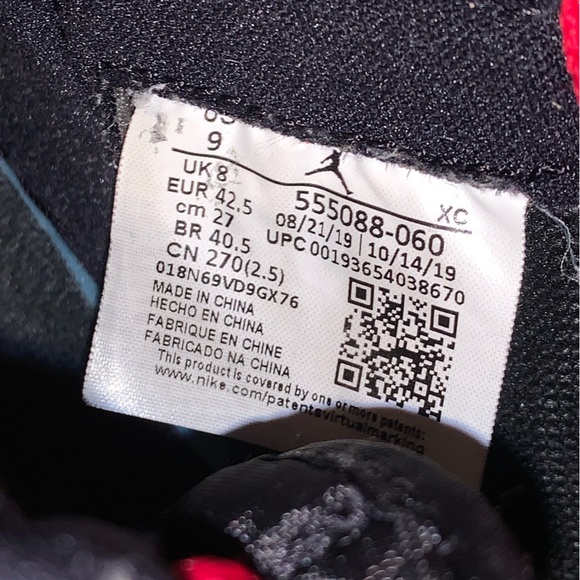 US
9
UK 8
EUR 42.5
cm 27
BR 40.5
CN 270(2.5)
018N69VD9GX76
555088-060 XC
08/21/19 | 10/14/19
UPC 00193654038670
MADE IN CHINA
HECHO EN CHINA
FABRIQUE EN CHINE
FABRICADO NA CHINA
This product is covered by one or more patents:
www.nike.com/patentsvirtualmarking